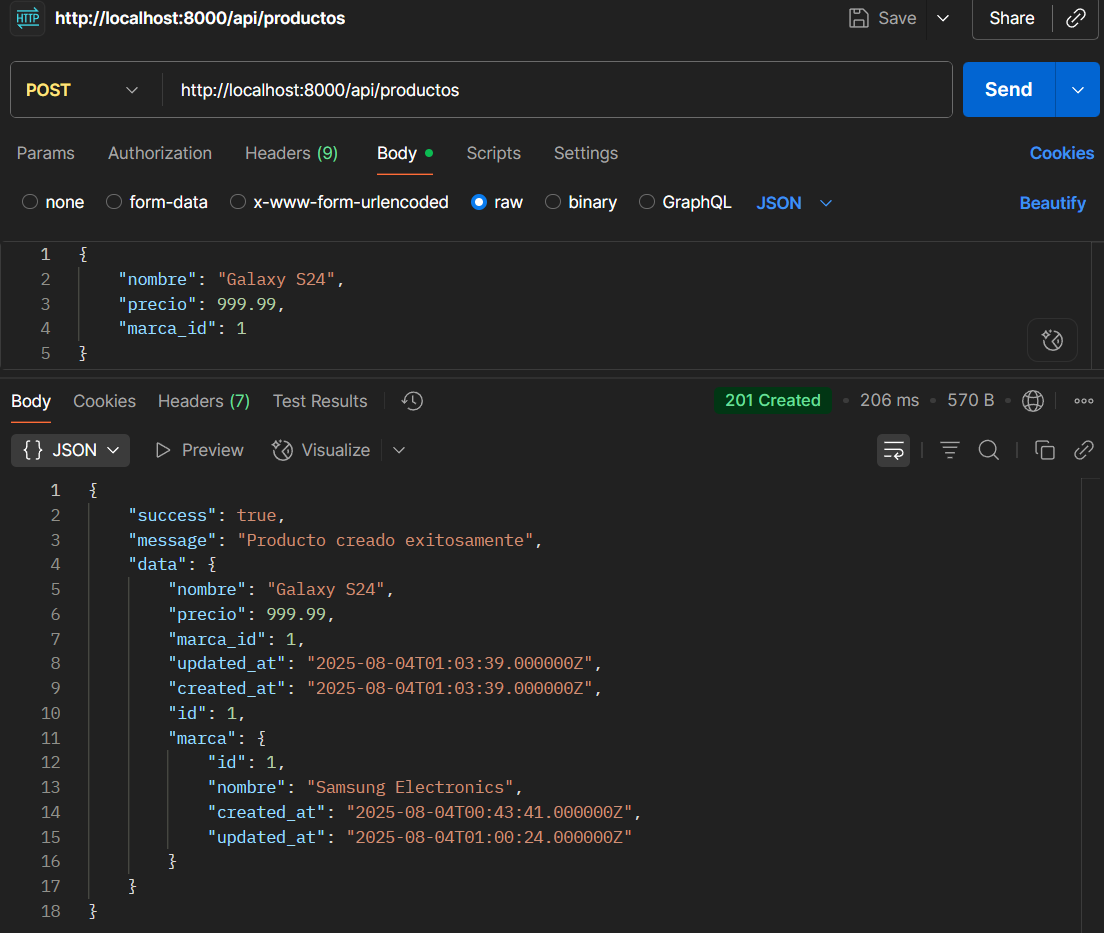 HTTP http://localhost:8000/api/productos Save Share
POST http://localhost:8000/api/productos Send
Params Authorization Headers (9) Body Scripts Settings Cookies
none form-data x-www-form-urlencoded raw binary GraphQL JSON Beautify
1 {
2 "nombre": "Galaxy S24",
3 "precio": 999.99,
4 "marca_id": 1
5 }
Body Cookies Headers (7) Test Results 201 Created • 206 ms • 570 B •
{} JSON Preview Visualize
1 {
2 "success": true,
3 "message": "Producto creado exitosamente",
4 "data": {
5 "nombre": "Galaxy S24",
6 "precio": 999.99,
7 "marca_id": 1,
8 "updated_at": "2025-08-04T01:03:39.000000Z",
9 "created_at": "2025-08-04T01:03:39.000000Z",
10 "id": 1,
11 "marca": {
12 "id": 1,
13 "nombre": "Samsung Electronics",
14 "created_at": "2025-08-04T00:43:41.000000Z",
15 "updated_at": "2025-08-04T01:00:24.000000Z"
16 }
17 }
18 }